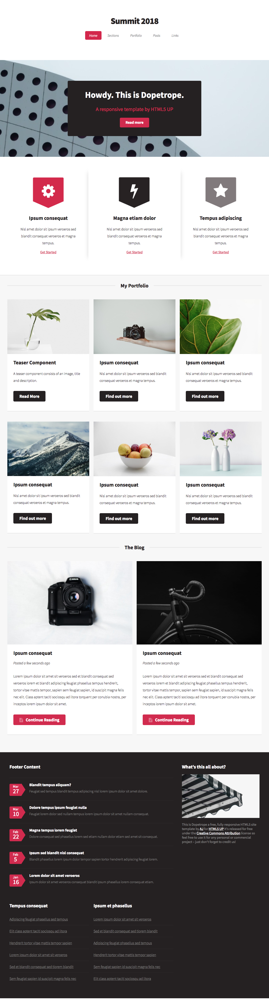 Summit 2018
Home Sections Portfolio Posts Links
Howdy. This is Dopetrope.
A responsive template by HTML5 UP
Read more
Ipsum consequat
Nisl amet dolor sit ipsum veroeros sed
blandit consequat veroeros et magna
tempus.
Get Started
Magna etiam dolor
Nisl amet dolor sit ipsum veroeros sed
blandit consequat veroeros et magna
tempus.
Get Started
Tempus adipiscing
Nisl amet dolor sit ipsum veroeros sed
blandit consequat veroeros et magna
tempus.
Get Started
My Portfolio
Teaser Component
A teaser component consists of an image, title
and description.
Read More
Ipsum consequat
Nisl amet dolor sit ipsum veroeros sed blandit
consequat veroeros et magna tempus.
Find out more
Ipsum consequat
Nisl amet dolor sit ipsum veroeros sed blandit
consequat veroeros et magna tempus.
Find out more
Ipsum consequat
Nisl amet dolor sit ipsum veroeros sed blandit
consequat veroeros et magna tempus.
Find out more
Ipsum consequat
Nisl amet dolor sit ipsum veroeros sed blandit
consequat veroeros et magna tempus.
Find out more
Ipsum consequat
Nisl amet dolor sit ipsum veroeros sed blandit
consequat veroeros et magna tempus.
Find out more
The Blog
Canon
Ipsum consequat
Posted a few seconds ago
Lorem ipsum dolor sit amet sit veroeros sed et blandit consequat sed
veroeros lorem et blandit adipiscing feugiat phasellus tempus hendrerit,
tortor vitae mattis tempor, sapien sem feugiat sapien, id suscipit magna felis
nec elit. Class aptent taciti sociosqu ad litora torquent per conubia nostra, per
inceptos lorem ipsum dolor sit amet.
Continue Reading
Ipsum consequat
Posted a few seconds ago
Lorem ipsum dolor sit amet sit veroeros sed et blandit consequat sed
veroeros lorem et blandit adipiscing feugiat phasellus tempus hendrerit,
tortor vitae mattis tempor, sapien sem feugiat sapien, id suscipit magna felis
nec elit. Class aptent taciti sociosqu ad litora torquent per conubia nostra, per
inceptos lorem ipsum dolor sit amet.
Continue Reading
Footer Content
Mar
27
Blandit tempus aliquam?
Feugiat sed tempus blandit tempus adipiscing nisl lorem ipsum dolor sit amet dolore.
Mar
10
Dolore tempus ipsum feugiat nulla
Feugiat lorem dolor sed nullam tempus lorem ipsum dolor sit amet nullam consequat.
Feb
22
Magna tempus lorem feugiat
Dolore consequat sed phasellus lorem sed etiam nullam dolor etiam sed amet sit consequat.
Feb
5
Ipsum sed blandit nisl consequat
Blandit phasellus lorem ipsum dolor tempor sapien tortor hendrerit adipiscing feugiat lorem.
Jan
16
Lorem dolor sit amet veroeros
Ipsum dolor sit amet veroeros consequat blandit ipsum phasellus lorem consequat etiam.
What's this all about?
This is Dopetrope a free, fully responsive HTML5 site
template by AJ for HTML5 UP It's released for free
under the Creative Commons Attribution license so
feel free to use it for any personal or commercial
project – just don't forget to credit us!
Tempus consequat
Adipiscing feugiat phasellus sed tempus
Elit class aptent taciti sociosqu ad litora
Hendrerit tortor vitae mattis tempor sapien
Lorem ipsum dolor sit amet sit veroeros
Sed et blandit consequat sed tlorem blandit
Sem feugiat sapien id suscipit magna felis nec
Ipsum et phasellus
Lorem ipsum dolor sit amet sit veroeros
Sed et blandit consequat sed tlorem blandit
Adipiscing feugiat phasellus sed tempus
Hendrerit tortor vitae mattis tempor sapien
Sem feugiat sapien id suscipit magna felis nec
Elit class aptent taciti sociosqu ad litora